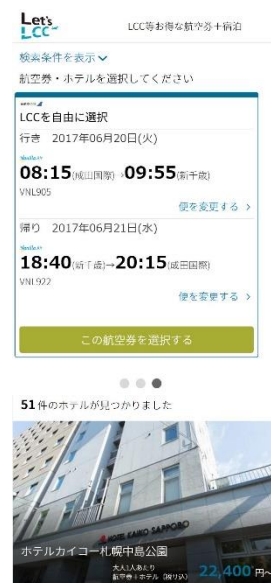 Let's
LCC
LCC等お得な航空券+宿泊
検索条件を表示
航空券・ホテルを選択してください
LCCを自由に選択
行き 2017年06月20日(火)
Vanilla air
08:15(成田国際)→09:55(新千歳)
VNL905
便を変更する >
帰り 2017年06月21日(水)
Vanilla air
18:40(新千歳)→20:15(成田国際)
VNL922
便を変更する >
この航空券を選択する
51件のホテルが見つかりました
HOTEL KAIKO SAPPORO
ホテルカイコー札幌中島公園
大人1人あたり
航空券+ホテル (税サ込) 22,400円~